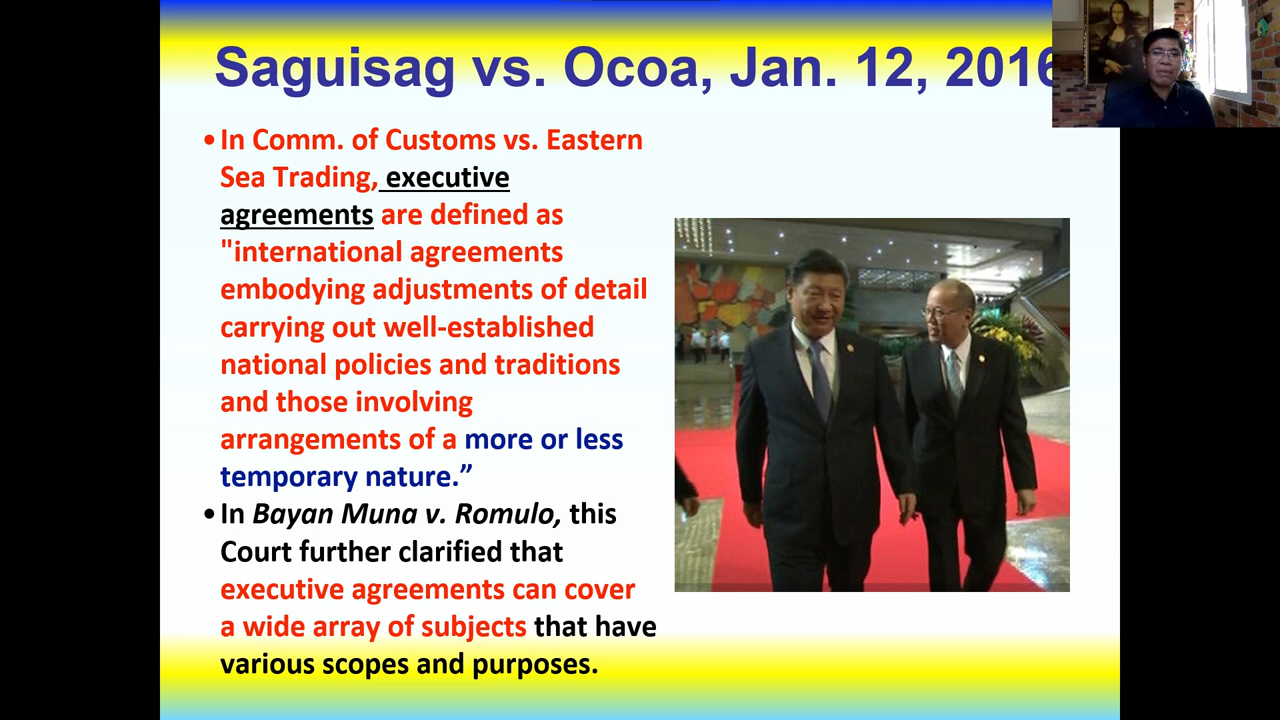 Saguisag vs. Ocoa, Jan. 12, 2016
•In Comm. of Customs vs. Eastern
Sea Trading, executive
agreements are defined as
"international agreements
embodying adjustments of detail
carrying out well-established
national policies and traditions
and those involving
arrangements of a more or less
temporary nature.”
•In Bayan Muna v. Romulo, this
Court further clarified that
executive agreements can cover
a wide array of subjects that have
various scopes and purposes.